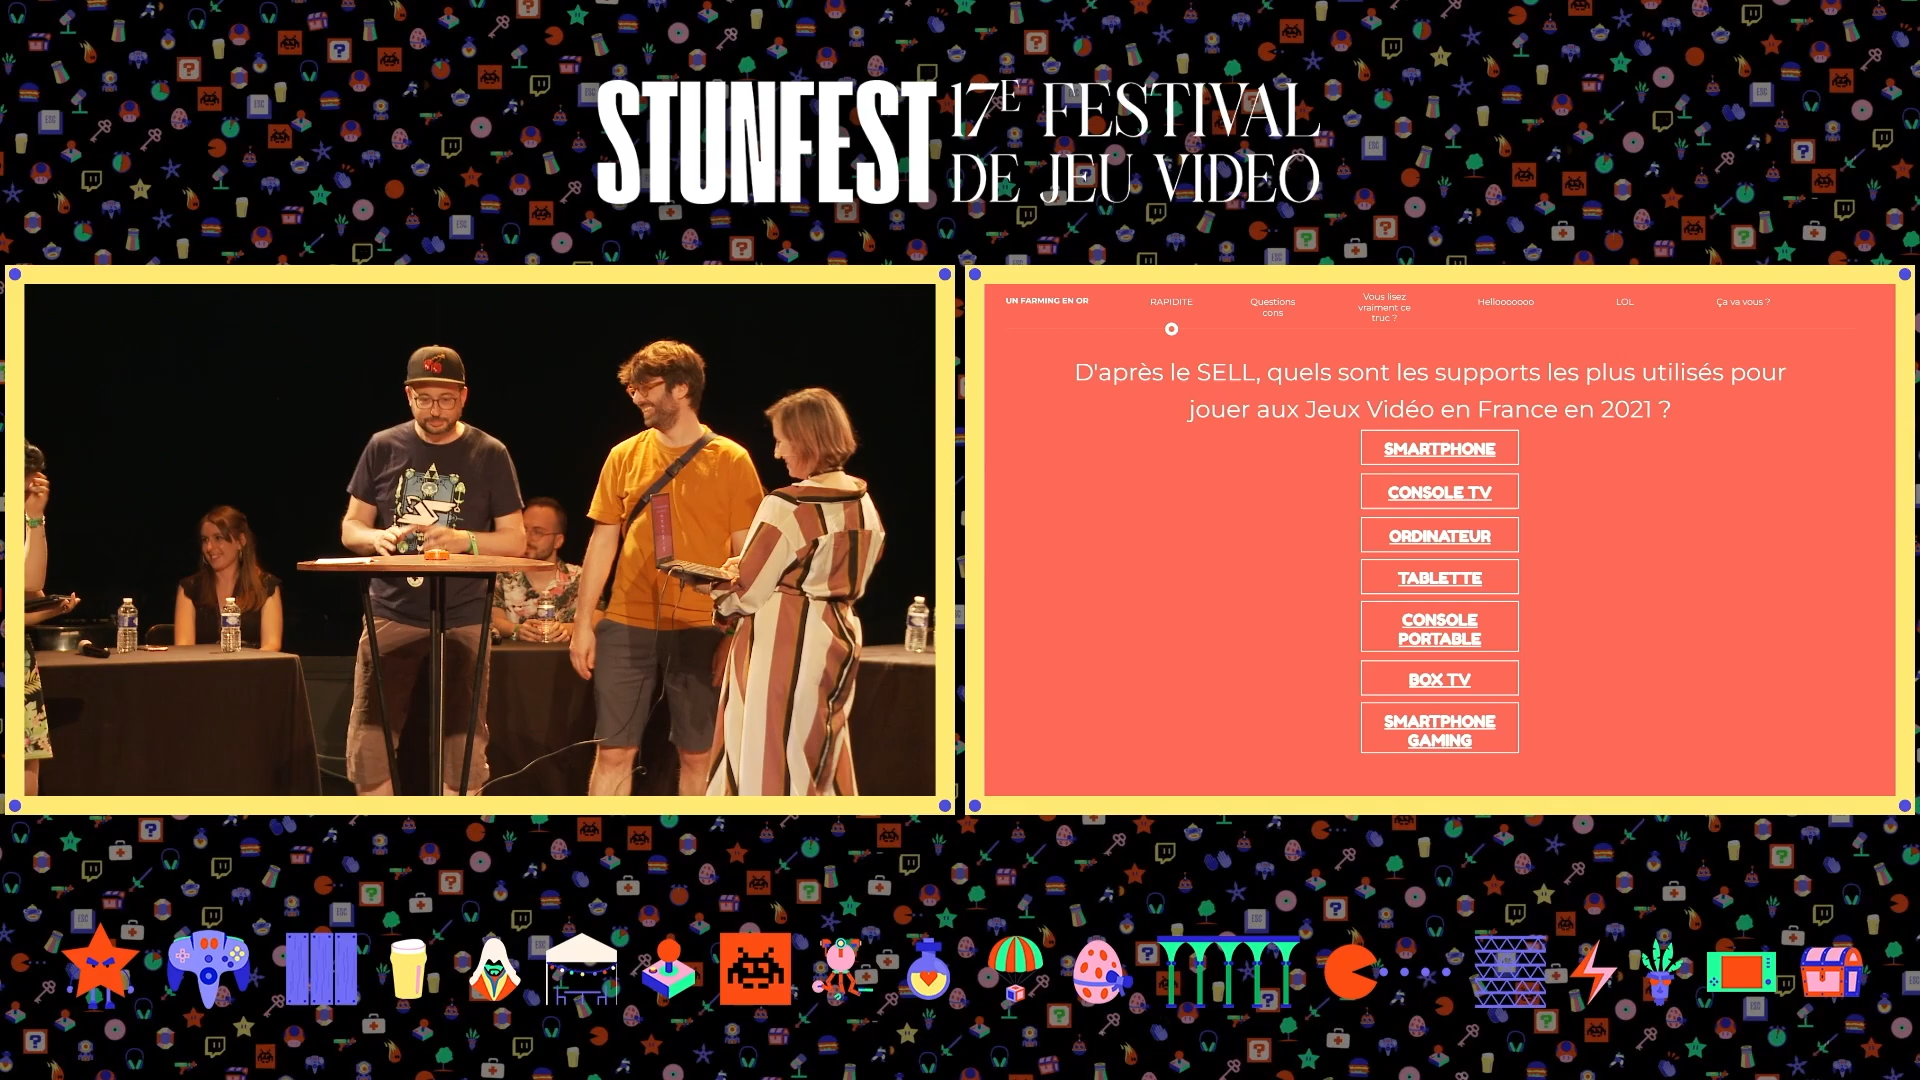 STUNFEST
17E FESTIVAL
DE JEU VIDEO
UN FARMING EN OR
RAPIDITE
Questions
cons
Vous lisez
vraiment ce
truc ?
Hellooooooo
LOL
Ça va vous ?
D'après le SELL, quels sont les supports les plus utilisés pour
jouer aux Jeux Vidéo en France en 2021 ?
SMARTPHONE
CONSOLE TV
ORDINATEUR
TABLETTE
CONSOLE
PORTABLE
BOX TV
SMARTPHONE
GAMING